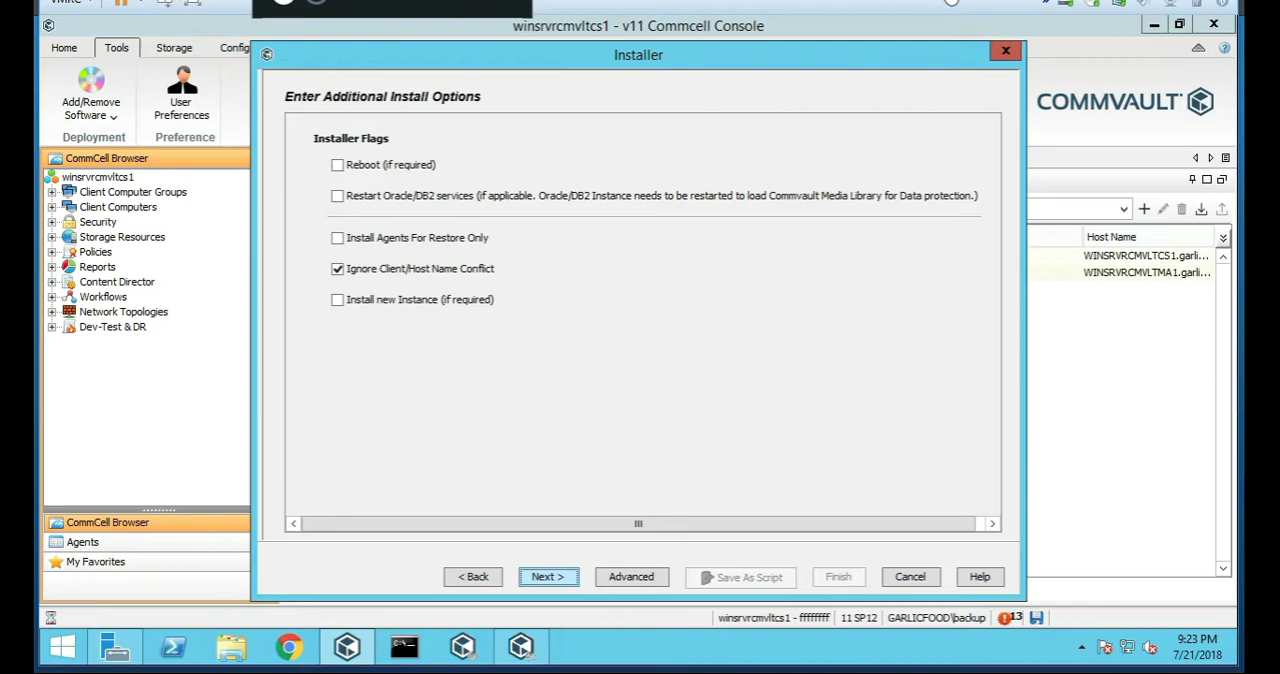 VMRC
winsrvrcmvltcs1 - v11 Commcell Console
Home Tools Storage Config
Installer
Add/Remove
Software
User
Preferences
Deployment
Preference
COMMVAULT
Enter Additional Install Options
Installer Flags
Reboot (if required)
Restart Oracle/DB2 services (if applicable. Oracle/DB2 Instance needs to be restarted to load Commvault Media Library for Data protection.)
Install Agents For Restore Only
Ignore Client/Host Name Conflict
Install new Instance (if required)
CommCell Browser
winsrvrcmvltcs1
Client Computer Groups
Client Computers
Security
Storage Resources
Policies
Reports
Content Director
Workflows
Network Topologies
Dev-Test & DR
Host Name
WINSRVRCMVLTCS1.garli...
WINSRVRCMVLTMA1.garli...
CommCell Browser
Agents
My Favorites
< Back Next > Advanced Save As Script Finish Cancel Help
winsrvrcmvltcs1 - ffffffff 11 SP12 GARLICFOOD\backup 13
9:23 PM
7/21/2018